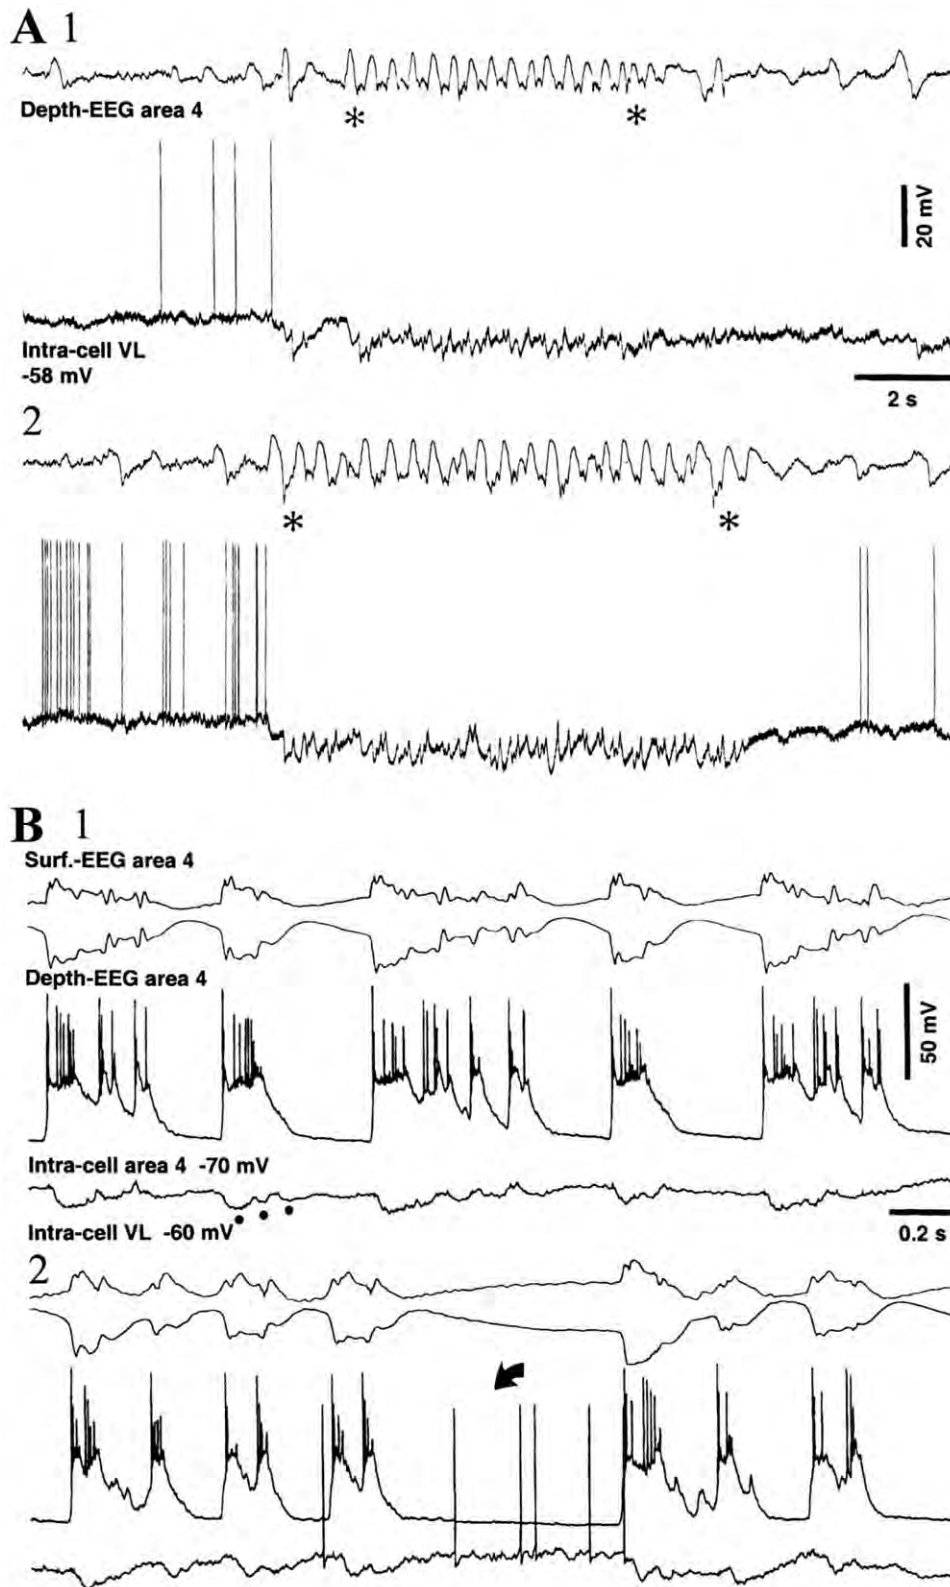 A 1
Depth-EEG area 4
*
*
20 mV
Intra-cell VL
-58 mV
2 s
2
*
*
B 1
Surf.-EEG area 4
Depth-EEG area 4
50 mV
Intra-cell area 4 -70 mV
Intra-cell VL -60 mV
0.2 s
2